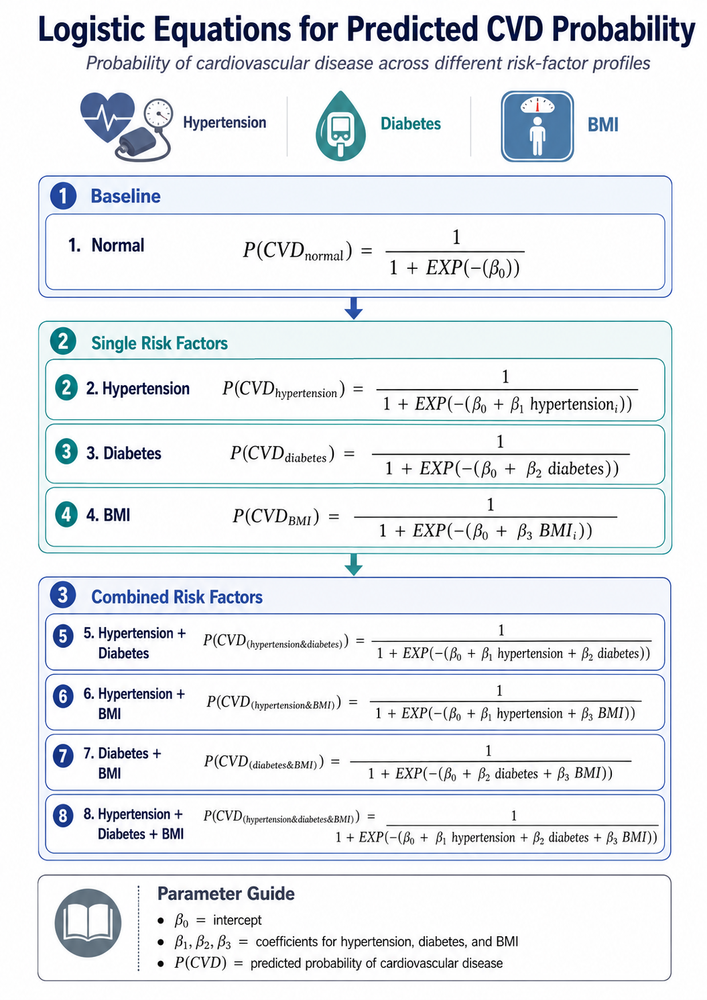 Logistic Equations for Predicted CVD Probability
Probability of cardiovascular disease across different risk-factor profiles
Hypertension
Diabetes
BMI
1 Baseline
1. Normal P(CVD_normal) = 1 / (1 + EXP(−(β₀)))
2 Single Risk Factors
2 2. Hypertension P(CVD_hypertension) = 1 / (1 + EXP(−(β₀ + β₁ hypertensionᵢ)))
3 3. Diabetes P(CVD_diabetes) = 1 / (1 + EXP(−(β₀ + β₂ diabetes)))
4 4. BMI P(CVD_BMI) = 1 / (1 + EXP(−(β₀ + β₃ BMIᵢ)))
3 Combined Risk Factors
5 5. Hypertension +
Diabetes
P(CVD_(hypertension&diabetes)) = 1 / (1 + EXP(−(β₀ + β₁ hypertension + β₂ diabetes)))
6 6. Hypertension +
BMI
P(CVD_(hypertension&BMI)) = 1 / (1 + EXP(−(β₀ + β₁ hypertension + β₃ BMI)))
7 7. Diabetes +
BMI
P(CVD_(diabetes&BMI)) = 1 / (1 + EXP(−(β₀ + β₂ diabetes + β₃ BMI)))
8 8. Hypertension +
Diabetes + BMI
P(CVD_(hypertension&diabetes&BMI)) = 1 / (1 + EXP(−(β₀ + β₁ hypertension + β₂ diabetes + β₃ BMI)))
Parameter Guide
• β₀ = intercept
• β₁, β₂, β₃ = coefficients for hypertension, diabetes, and BMI
• P(CVD) = predicted probability of cardiovascular disease